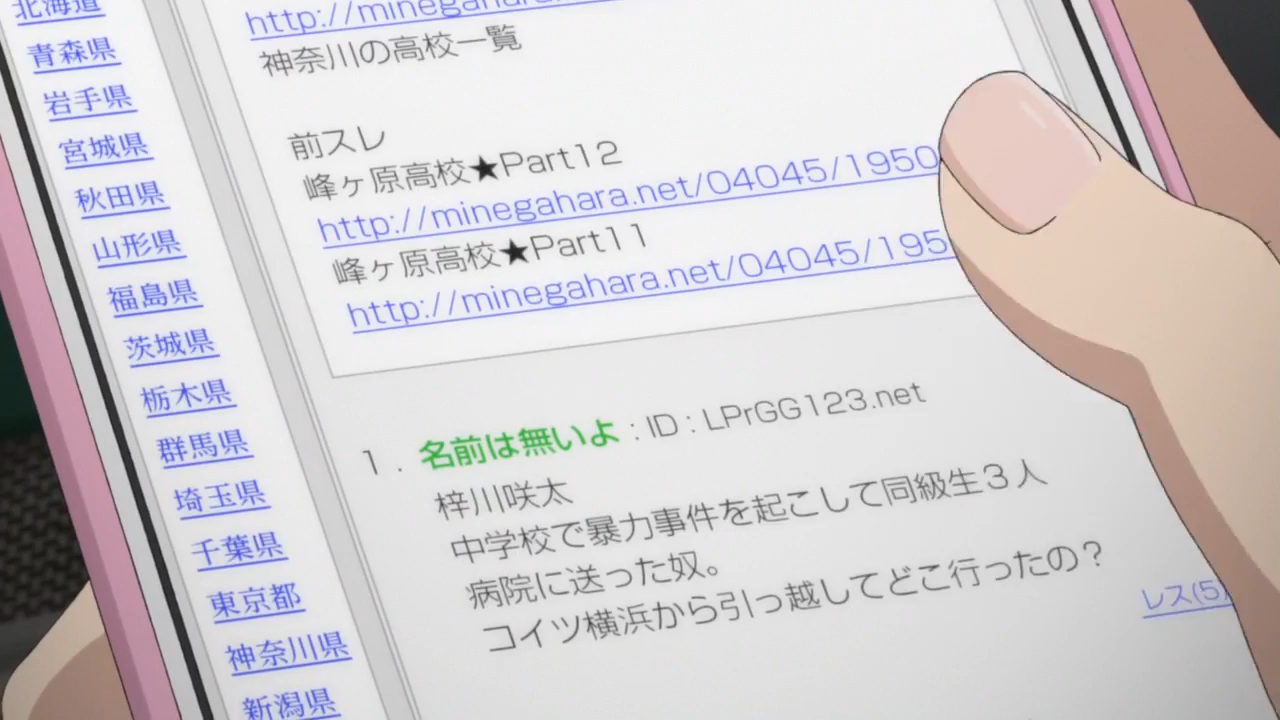 北海道
青森県
岩手県
宮城県
秋田県
山形県
福島県
茨城県
栃木県
群馬県
埼玉県
千葉県
東京都
神奈川県
新潟県
http://minegahara.
神奈川の高校一覧
前スレ
峰ヶ原高校★Part12
http://minegahara.net/04045/1950
峰ヶ原高校★Part11
http://minegahara.net/04045/195
1. 名前は無いよ : ID : LPrGG123.net
梓川咲太
中学校で暴力事件を起こして同級生3人
病院に送った奴。
コイツ横浜から引っ越してどこ行ったの？
レス(5)